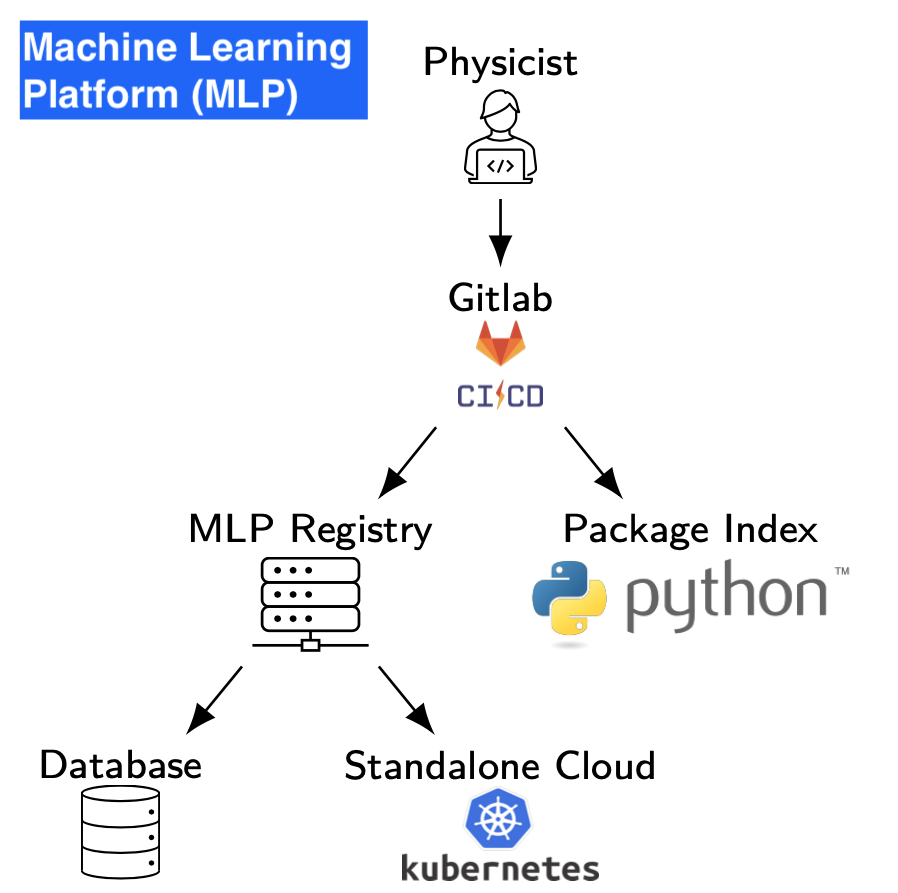 Machine Learning
Platform (MLP)
Physicist
</>
Gitlab
CI CD
MLP Registry
Package Index
python™
Database
Standalone Cloud
kubernetes